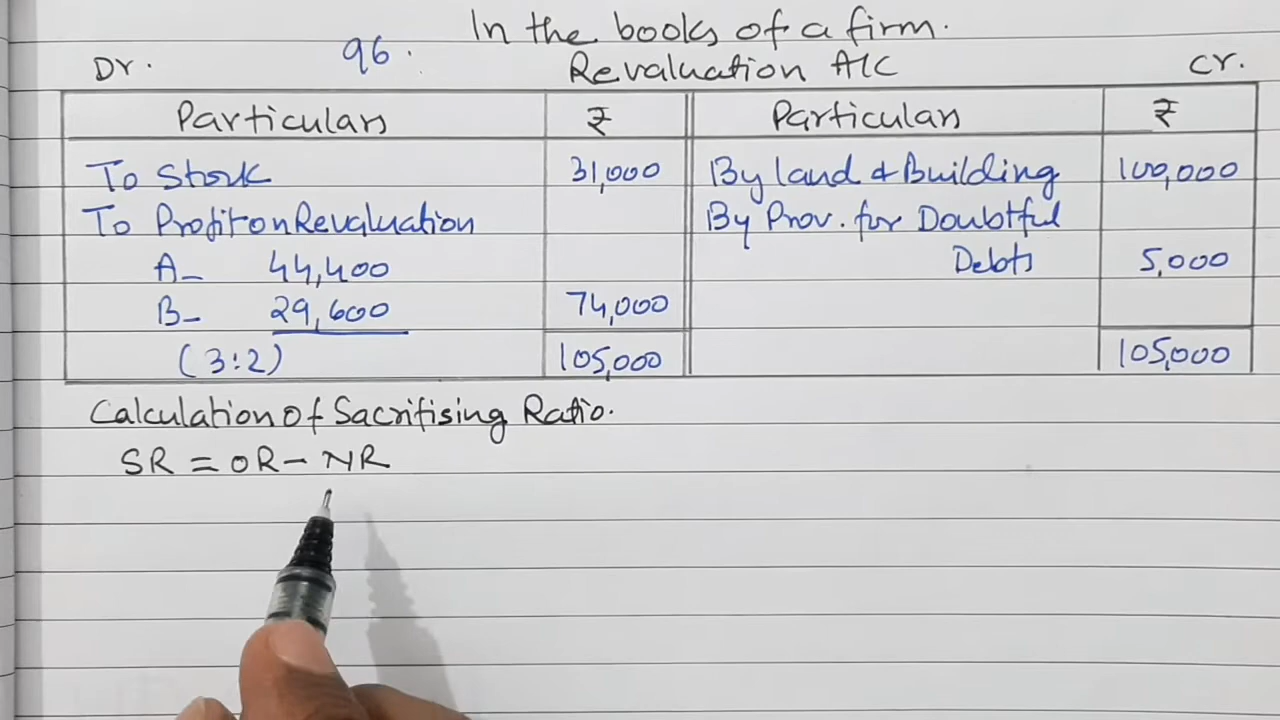 In the books of a firm.
96.
Dr. Revaluation A/C Cr.
Particulars ₹ Particulars ₹
To Stock 31,000 By land & Building 100,000
To Profit on Revaluation By Prov. for Doubtful
A- 44,400 Debts 5,000
B- 29,600 74,000
(3:2) 105,000 105,000
Calculation of Sacrifising Ratio.
SR = OR - NR